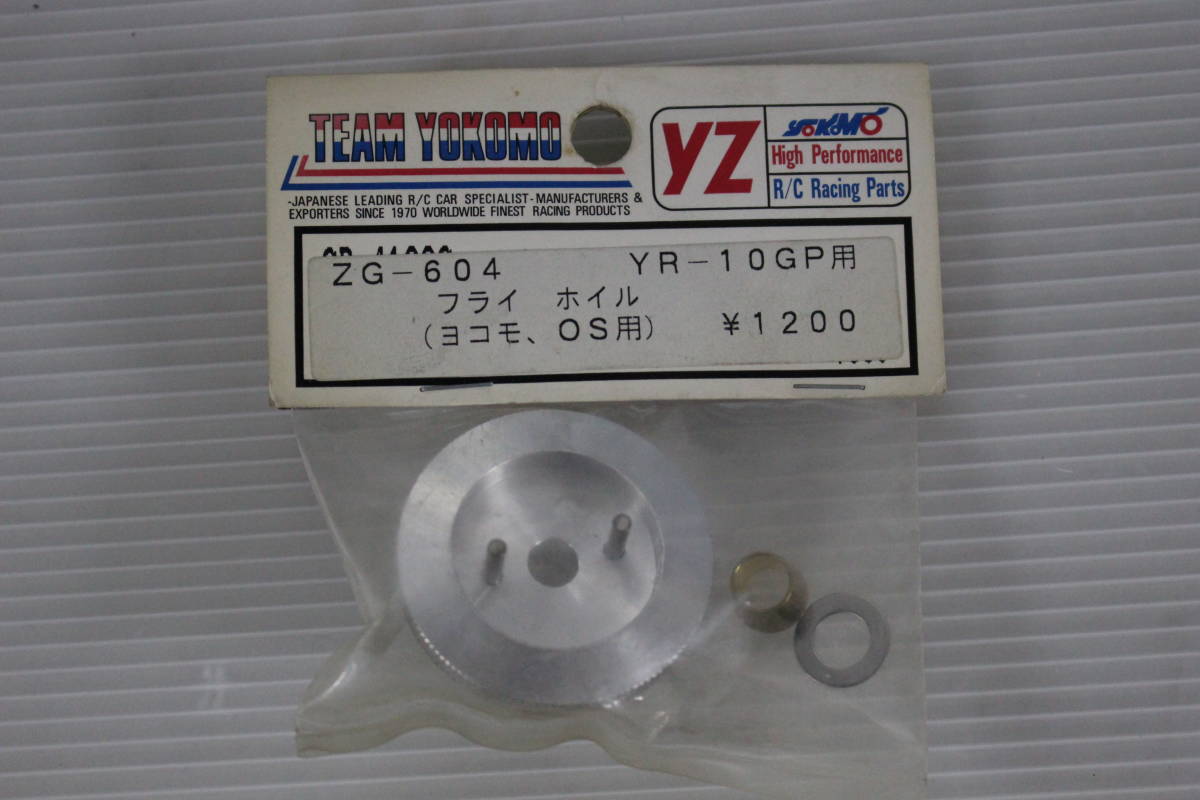 TEAM YOKOMO
-JAPANESE LEADING R/C CAR SPECIALIST-MANUFACTURERS &
EXPORTERS SINCE 1970 WORLDWIDE FINEST RACING PRODUCTS
YZ
YOKOMO
High Performance
R/C Racing Parts
ZG-604 YR-10GP用
フライ ホイル
(ヨコモ、OS用) ¥1200